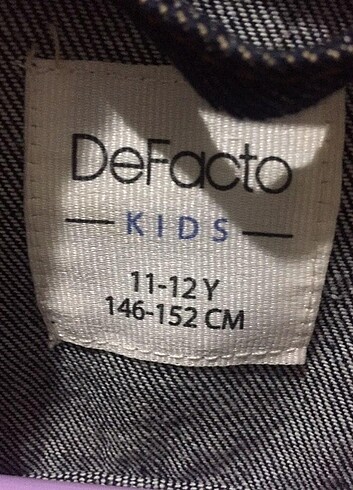 DeFacto
KIDS
11-12 Y
146-152 CM